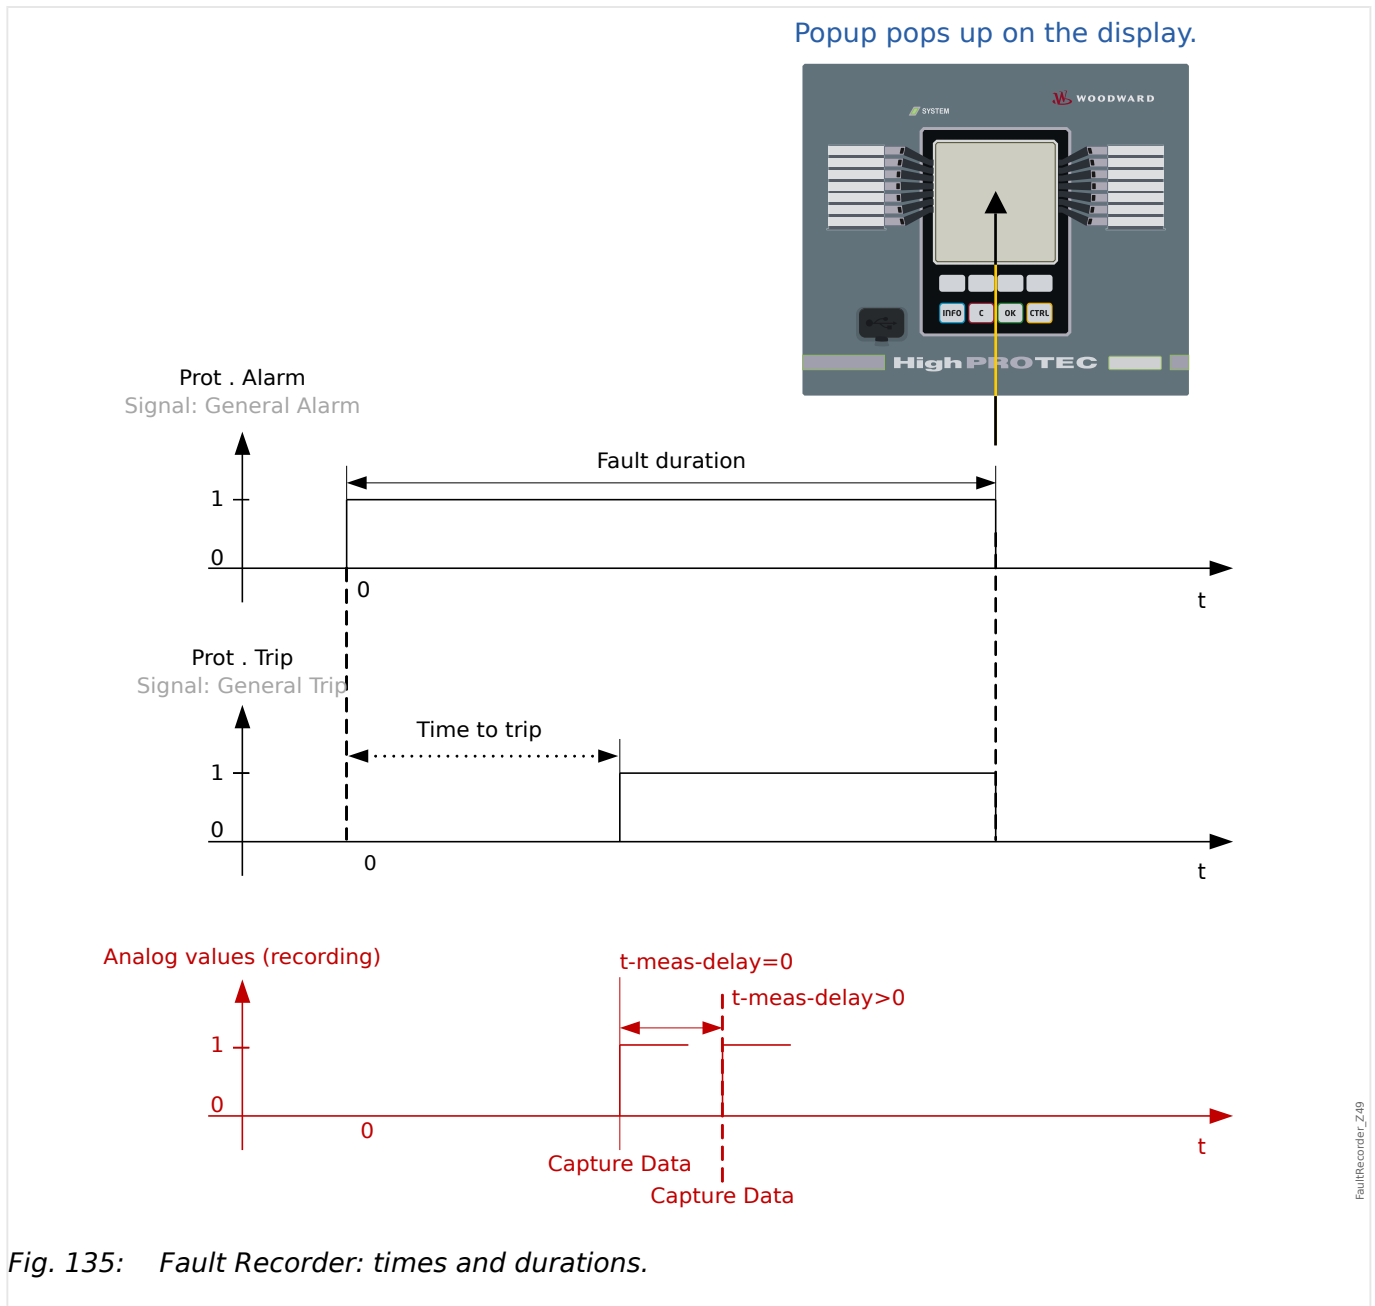 Popup pops up on the display.
WOODWARD
SYSTEM
INFO
C
OK
CTRL
HighPROTEC
Prot . Alarm
Signal: General Alarm
Fault duration
1
0
0
t
Prot . Trip
Signal: General Trip
Time to trip
1
0
0
t
Analog values (recording)
t-meas-delay=0
t-meas-delay>0
1
0
0
t
Capture Data
Capture Data
FaultRecorder_Z49
Fig. 135: Fault Recorder: times and durations.